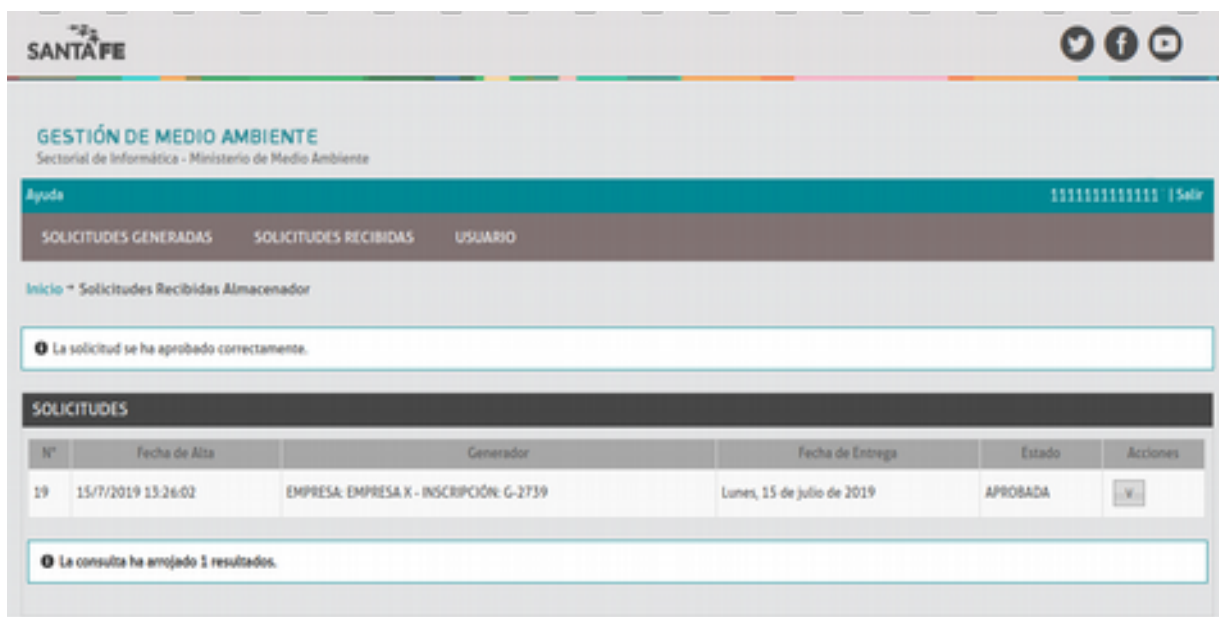 SANTA FE
GESTIÓN DE MEDIO AMBIENTE
Sectorial de Informática - Ministerio de Medio Ambiente
Ayuda 1111111111111 | Salir
SOLICITUDES GENERADAS SOLICITUDES RECIBIDAS USUARIO
Inicio → Solicitudes Recibidas Almacenador
La solicitud se ha aprobado correctamente.
SOLICITUDES
N° Fecha de Alta Generador Fecha de Entrega Estado Acciones
19 15/7/2019 13:26:02 EMPRESA: EMPRESA X - INSCRIPCIÓN: G-2739 Lunes, 15 de julio de 2019 APROBADA V
La consulta ha arrojado 1 resultados.